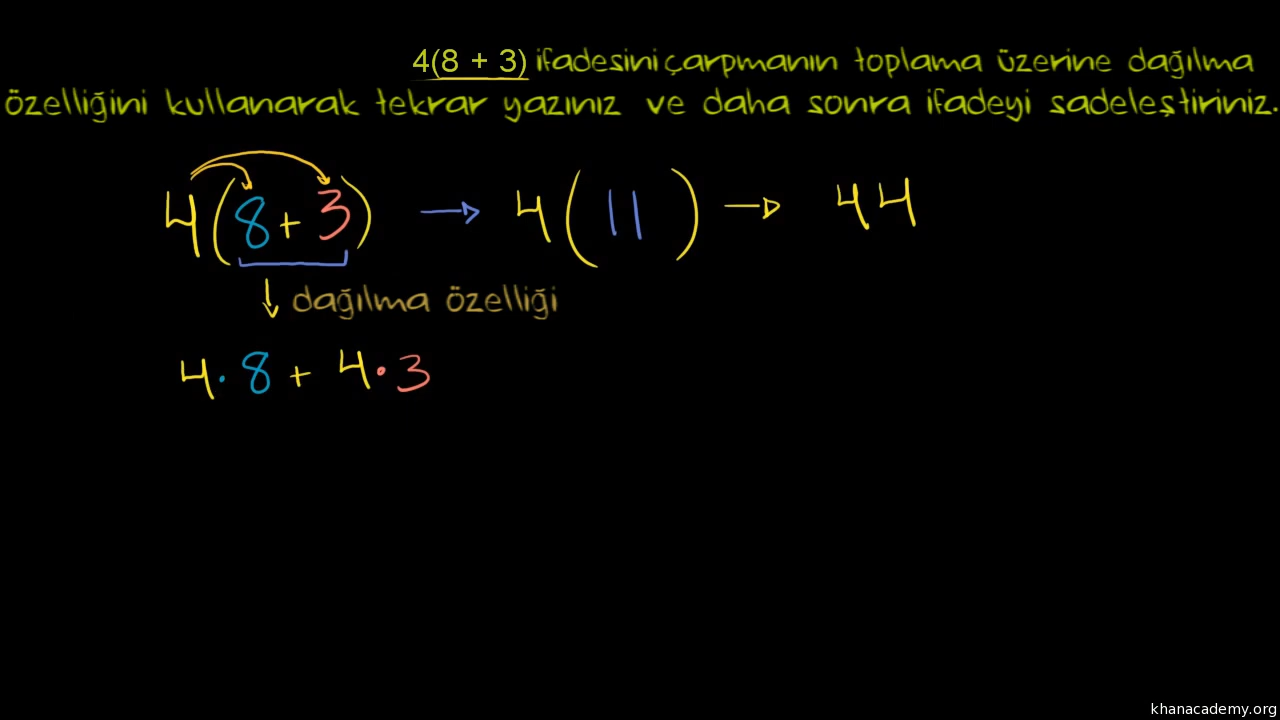 4(8 + 3) ifadesini çarpmanın toplama üzerine dağılma
özelliğini kullanarak tekrar yazınız ve daha sonra ifadeyi sadeleştiriniz.
4(8+3) → 4(11) → 44
↓ dağılma özelliği
4·8 + 4·3
khanacademy.org